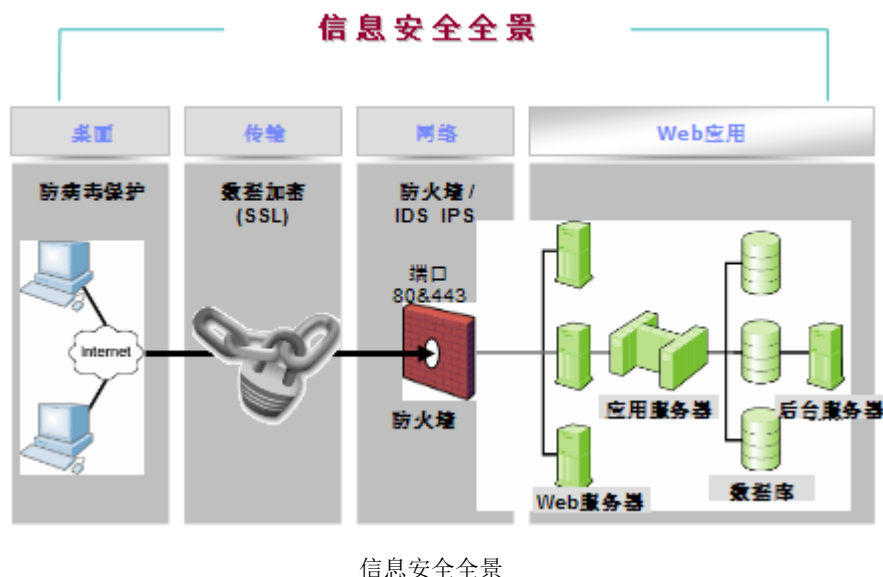 信息安全全景
桌面
传输
网络
Web应用
防病毒保护
数据加密
(SSL)
防火墙 /
IDS IPS
端口
80&443
Internet
防火墙
应用服务器
后台服务器
Web服务器
数据库
信息安全全景